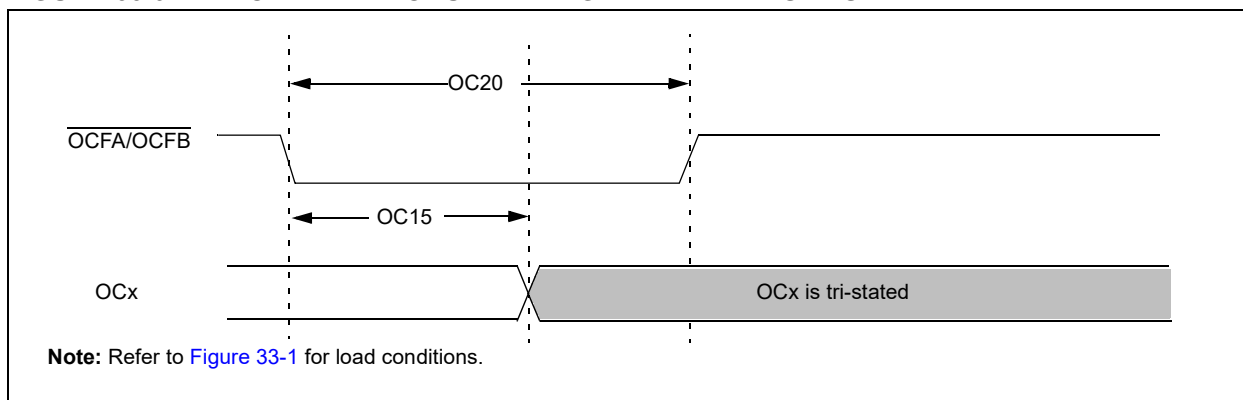 OC20
OCFA/OCFB
OC15
OCx
OCx is tri-stated
Note: Refer to Figure 33-1 for load conditions.